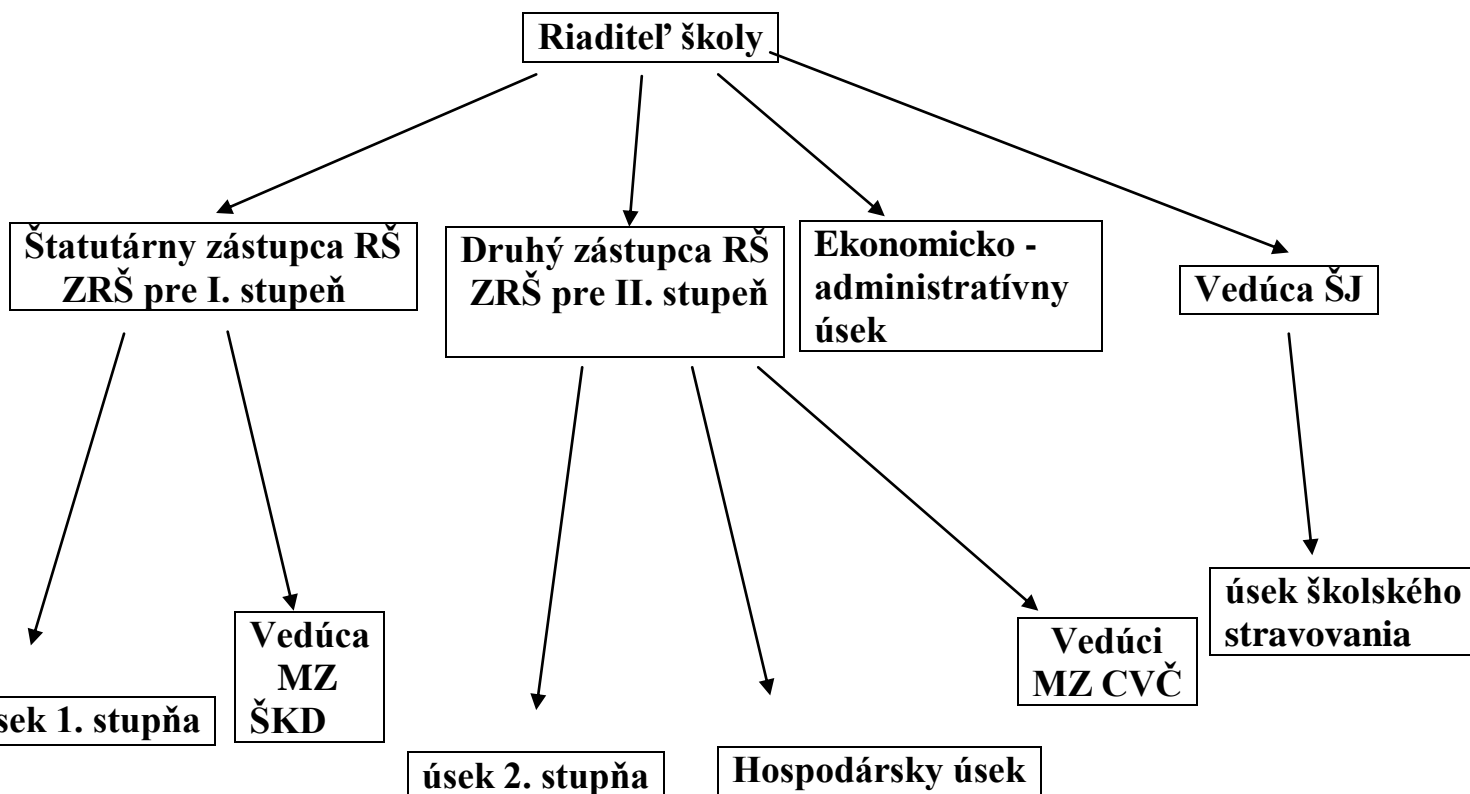 Riaditeľ školy
Štatutárny zástupca RŠ
ZRŠ pre I. stupeň
Druhý zástupca RŠ
ZRŠ pre II. stupeň
Ekonomicko -
administratívny
úsek
Vedúca ŠJ
úsek školského
stravovania
Vedúca
MZ
ŠKD
Vedúci
MZ CVČ
1. stupňa
úsek 2. stupňa
Hospodársky úsek